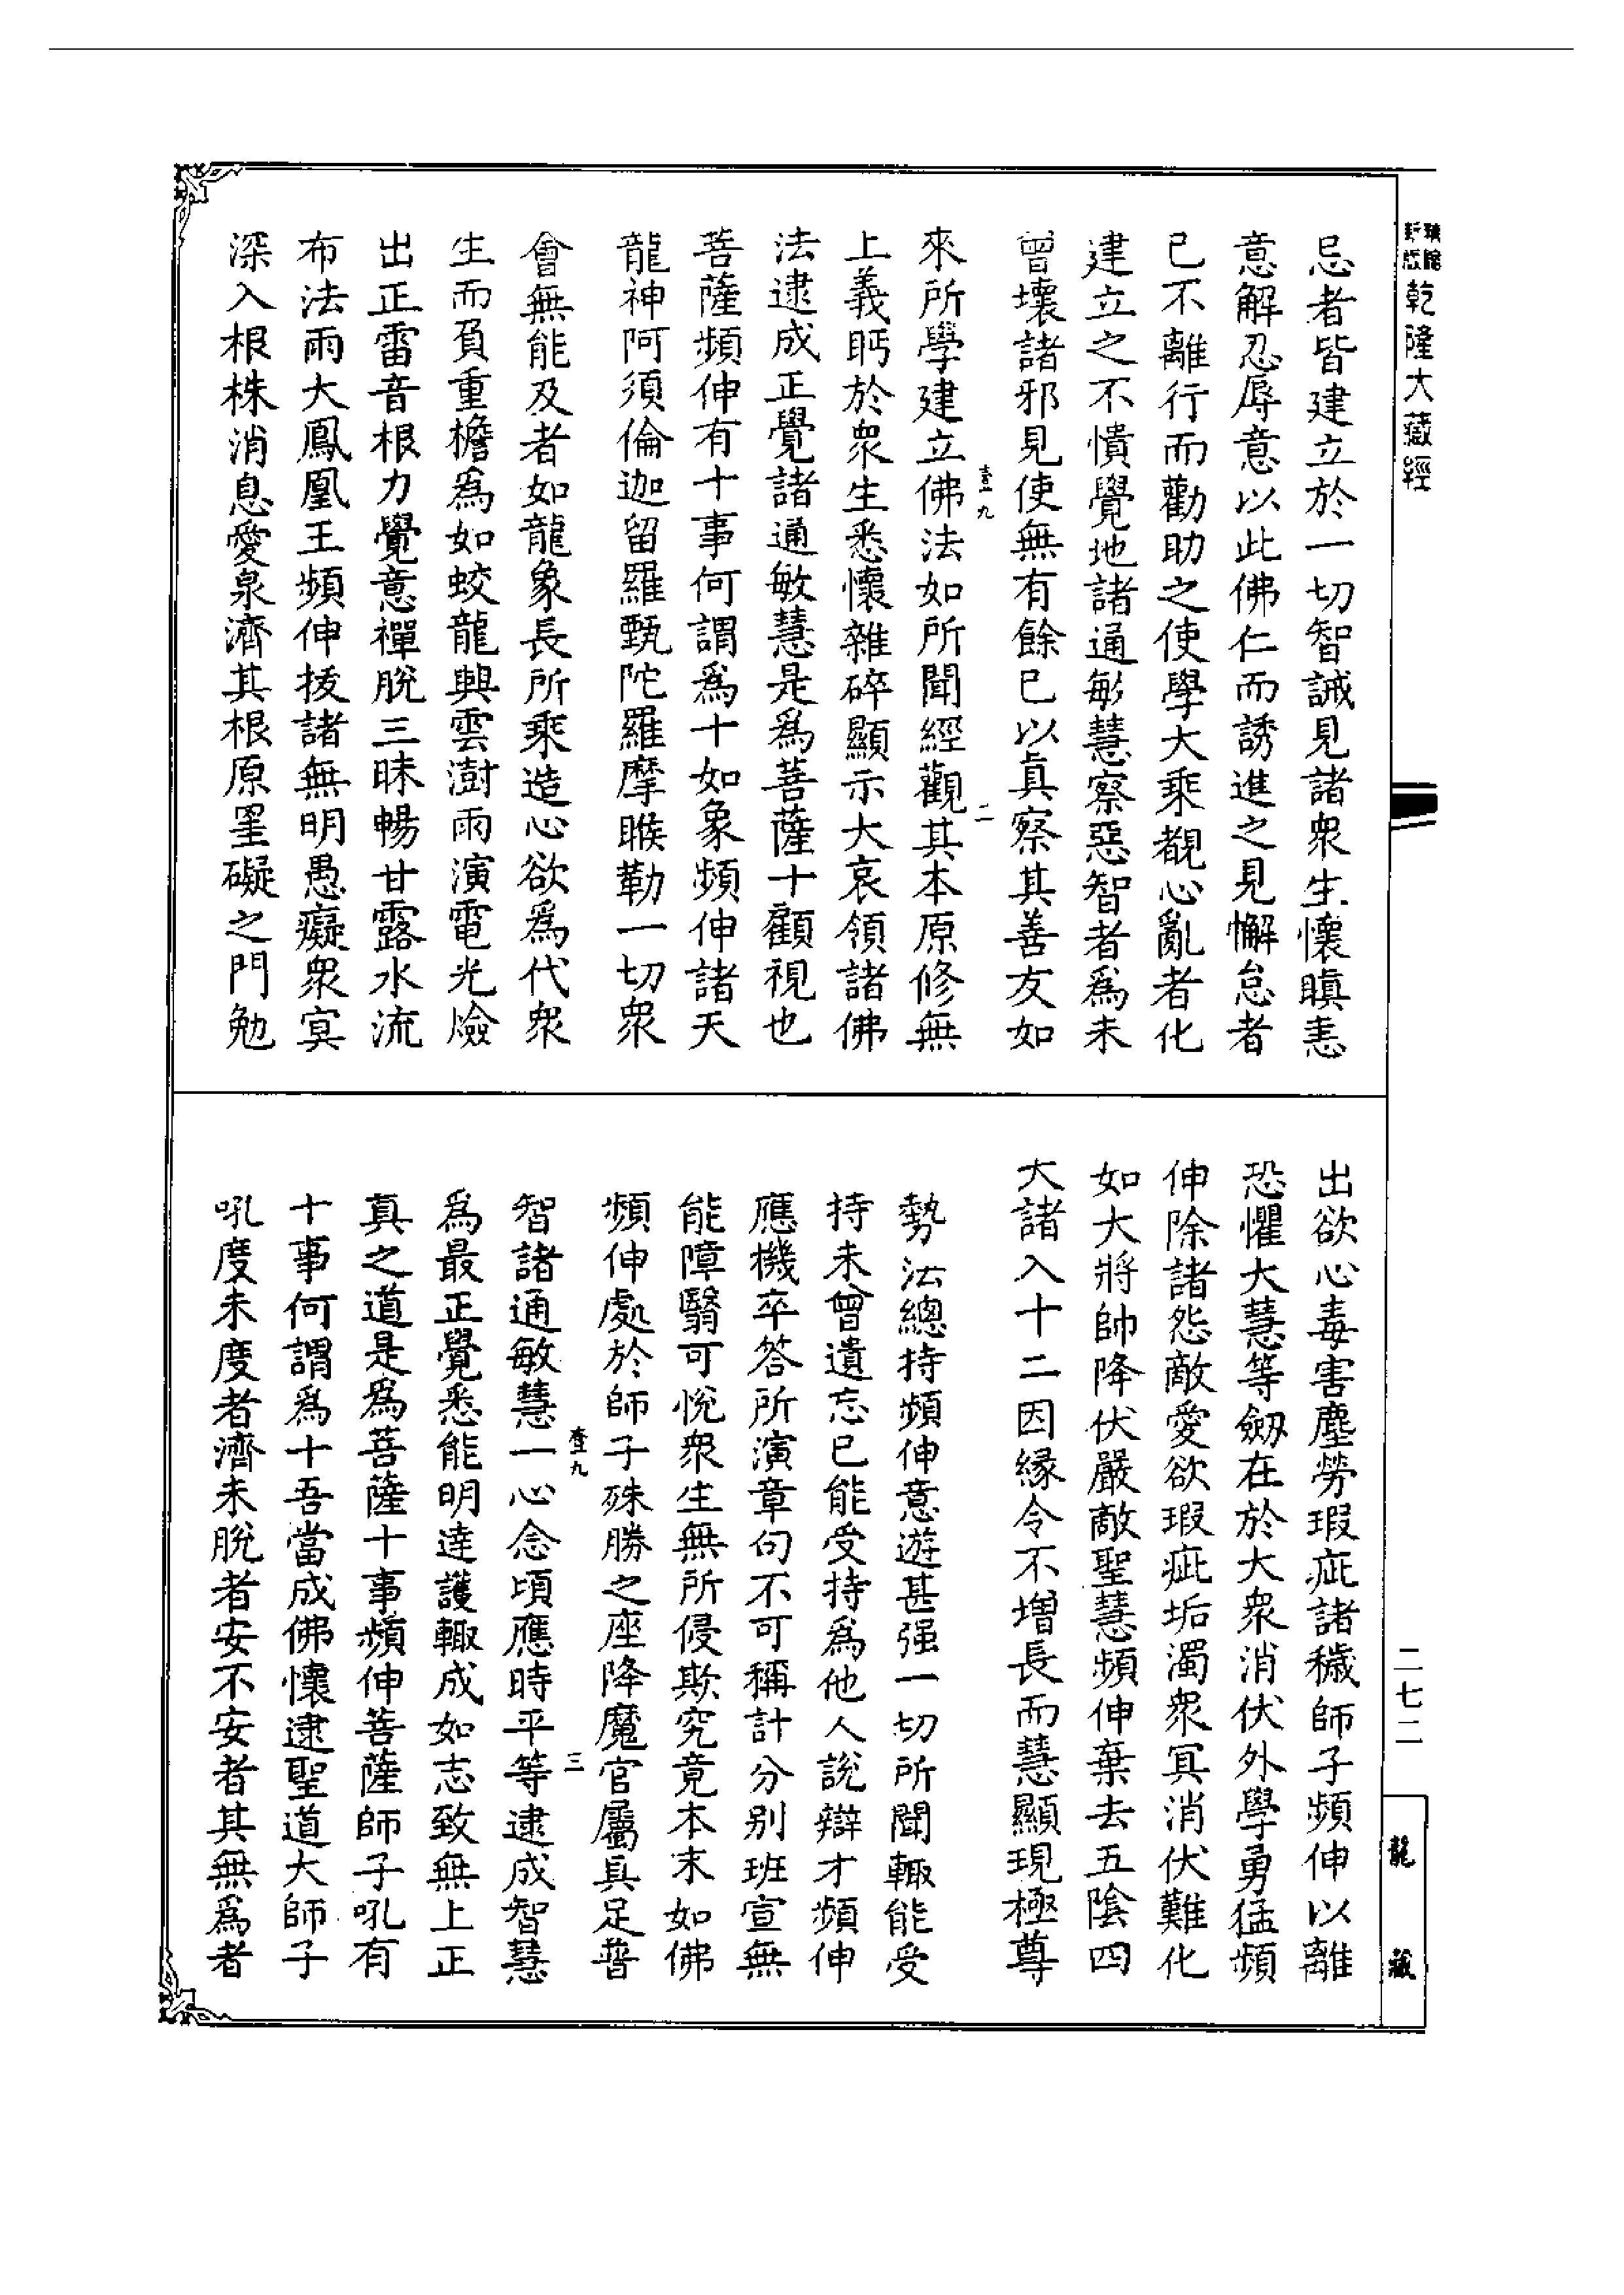 乾隆大藏經
忌者皆建立於一切智誡見諸衆生懷瞋恚
意解忍辱意以此佛仁而誘進之見懈怠者
已不離行而勸助之使學大乘覩心亂者化
建立之不憒覺地諸通敏慧察惡智者爲未
曾壞諸邪見使無有餘已以眞察其善友如
來所學建立佛法如所聞經觀其本原修無
上義眄於衆生悉懷雜碎顯示大哀領諸佛
法逮成正覺諸通敏慧是爲菩薩十顧視也
菩薩頻伸有十事何謂爲十如象頻伸諸天
龍神阿須倫迦留羅甄陀羅摩睺勒一切衆
會無能及者如龍象長所乘造心欲爲代衆
生而負重檐爲如蛟龍興雲澍雨演電光燄
出正雷音根力覺意禪脫三昧暢甘露水流
布法雨大鳳凰王頻伸拔諸無明愚癡衆冥
深入根株消息愛泉濟其根原罣礙之門勉
出欲心毒害塵勞瑕疵諸穢師子頻伸以離
恐懼大慧等劒在於大衆消伏外學勇猛頻
伸除諸怨敵愛欲瑕疵垢濁衆冥消伏難化
如大將帥降伏嚴敵聖慧頻伸棄去五陰四
大諸入十二因縁令不增長而慧顯現極尊
勢法總持頻伸意遊甚强一切所聞輙能受
持未曾遺忘已能受持爲他人說辯才頻伸
應機卒答所演章句不可稱計分别班宣無
能障翳可悅衆生無所侵欺究竟本末如佛
頻伸處於師子殊勝之座降魔官屬具足普
智諸通敏慧一心念頃應時平等逮成智慧
爲最正覺悉能明達護輙成如志致無上正
真之道是爲菩薩十事頻伸菩薩師子吼有
十事何謂爲十吾當成佛懷逮聖道大師子
吼度未度者濟未脫者安不安者其無爲者
二七二
龍藏